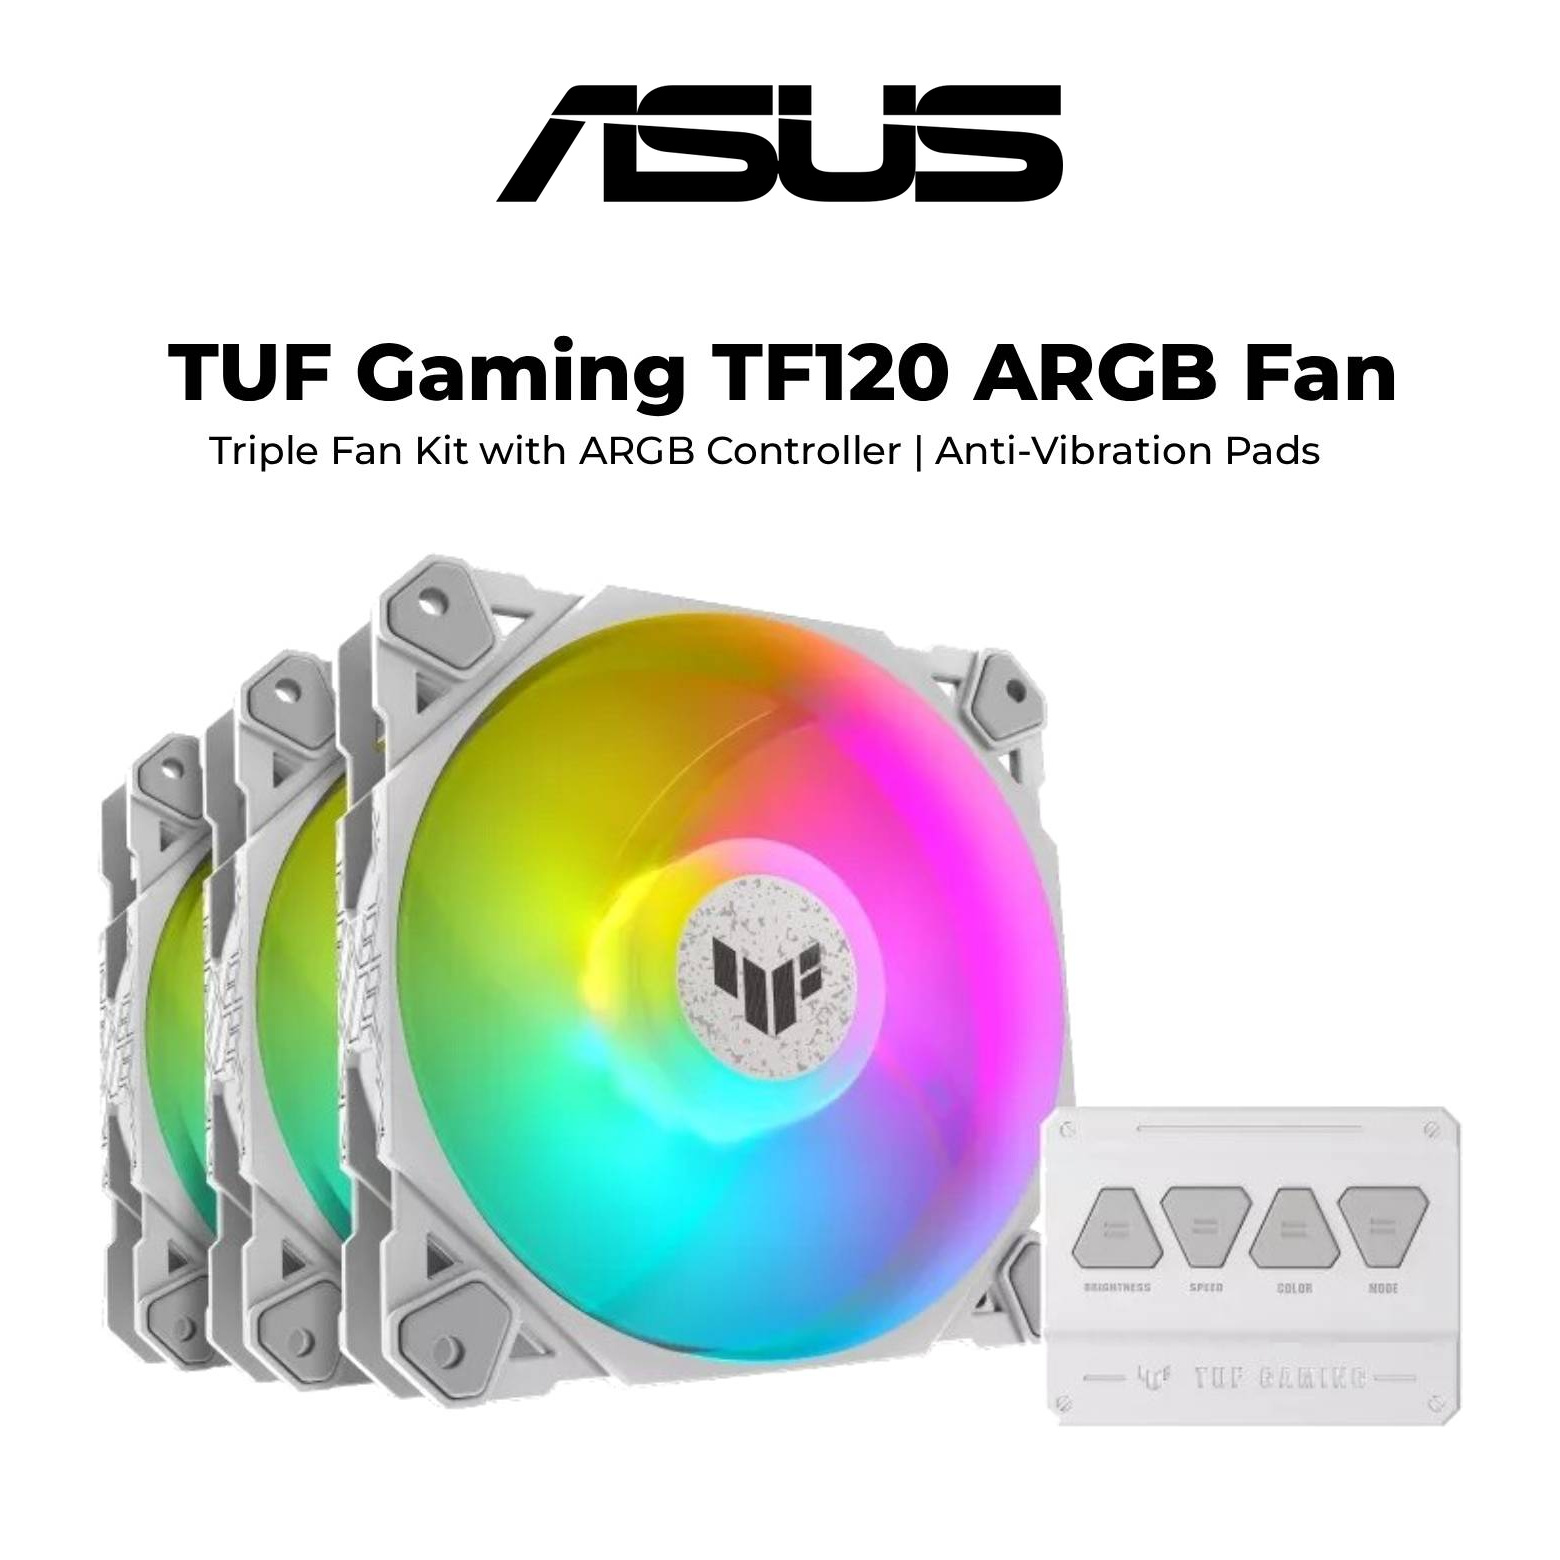 ASUS
TUF Gaming TF120 ARGB Fan
Triple Fan Kit with ARGB Controller | Anti-Vibration Pads
BRIGHTNESS SPEED COLOR MODE
TUF GAMING